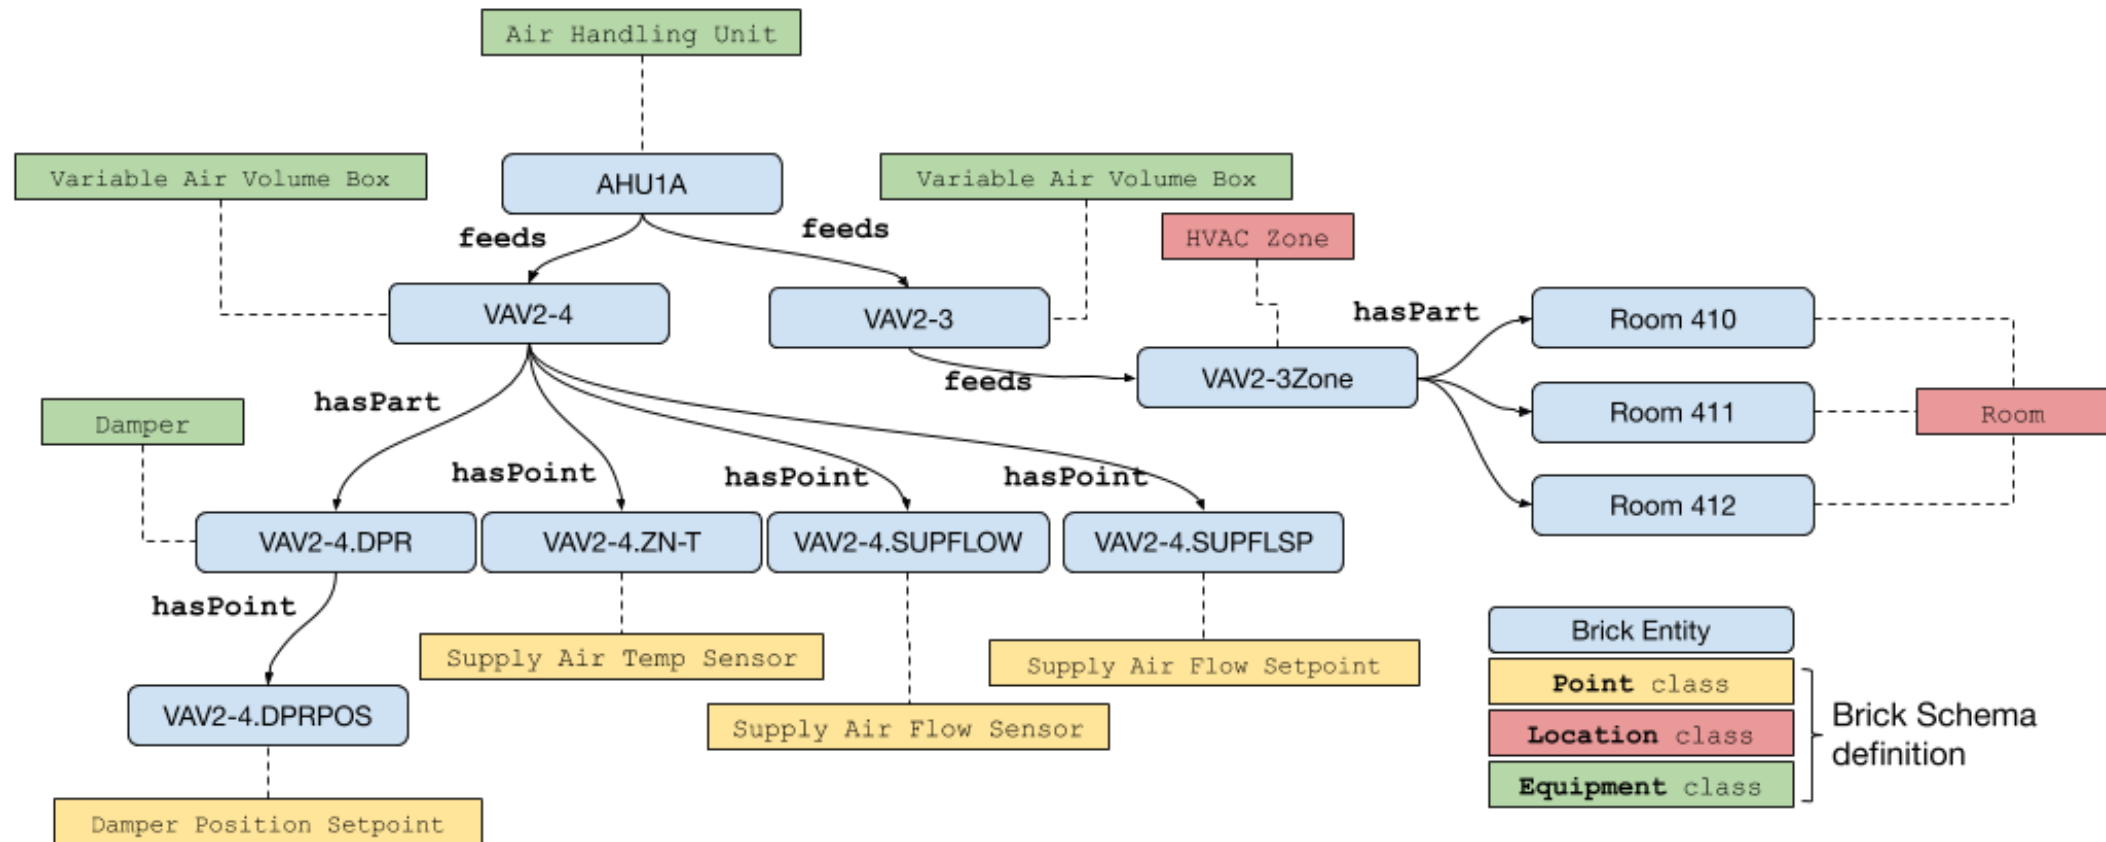 Air Handling Unit
Variable Air Volume Box
AHU1A
Variable Air Volume Box
feeds
feeds
HVAC Zone
VAV2-4
VAV2-3
hasPart
Room 410
feeds
VAV2-3Zone
Room 411
Room
Room 412
hasPart
Damper
hasPoint
hasPoint
hasPoint
VAV2-4.DPR
VAV2-4.ZN-T
VAV2-4.SUPFLOW
VAV2-4.SUPFLSP
hasPoint
Supply Air Temp Sensor
Supply Air Flow Setpoint
VAV2-4.DPRPOS
Supply Air Flow Sensor
Damper Position Setpoint
Brick Entity
Point class
Location class
Equipment class
Brick Schema
definition